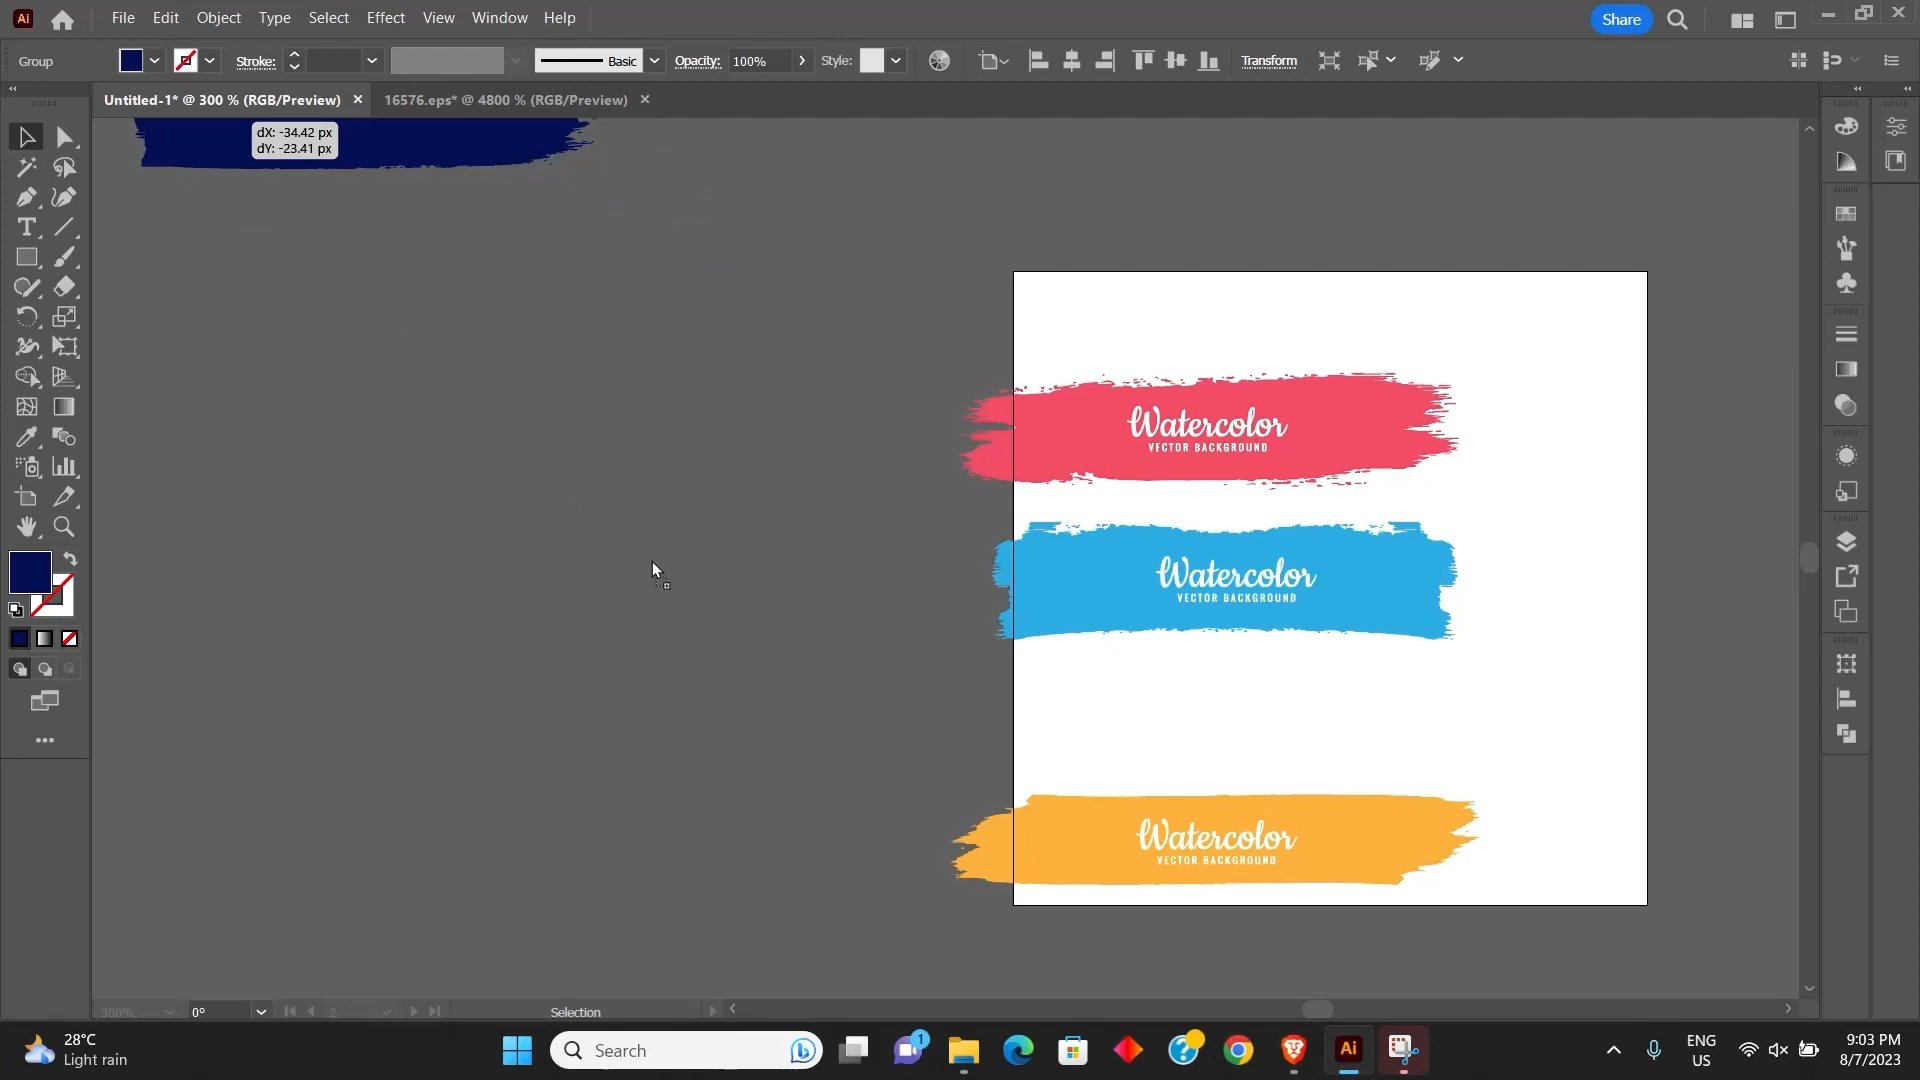 Ai File Edit Object Type Select Effect View Window Help Share
Group Stroke: Basic Opacity: 100% Style: Transform
Untitled-1* @ 300 % (RGB/Preview) 16576.eps* @ 4800 % (RGB/Preview)
dX: -34.42 px
dY: -23.41 px
Watercolor
VECTOR BACKGROUND
Watercolor
VECTOR BACKGROUND
Watercolor
VECTOR BACKGROUND
300% 0° 2 Selection
28°C
Light rain
Search
1
Ai
ENG
US
9:03 PM
8/7/2023